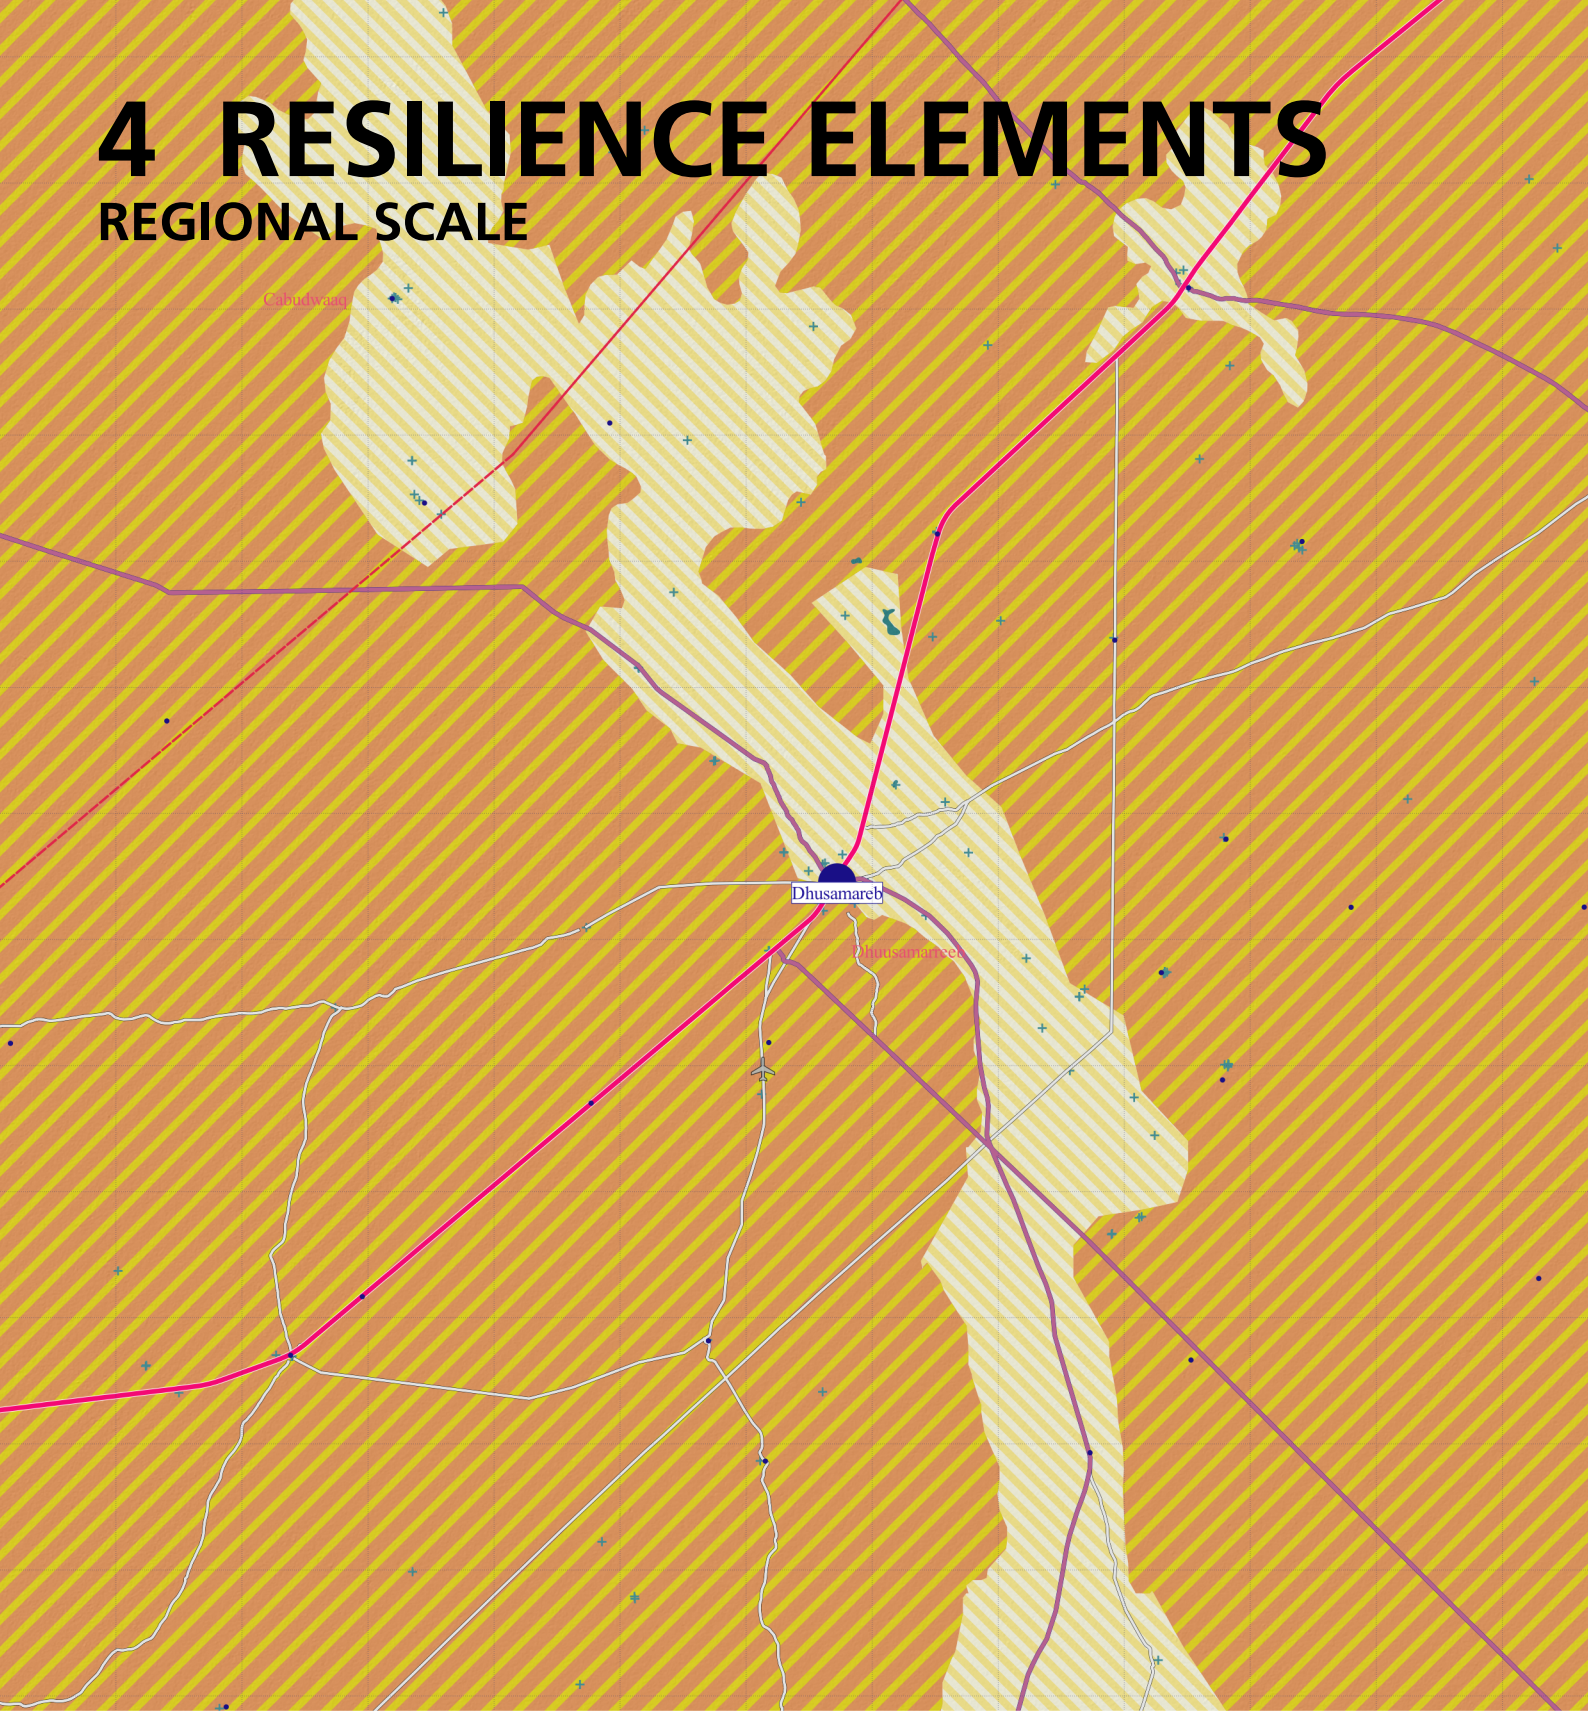 4 RESILIENCE ELEMENTS
REGIONAL SCALE
Cabudwaaq
Dhusamareb
Dhuusamarreeb